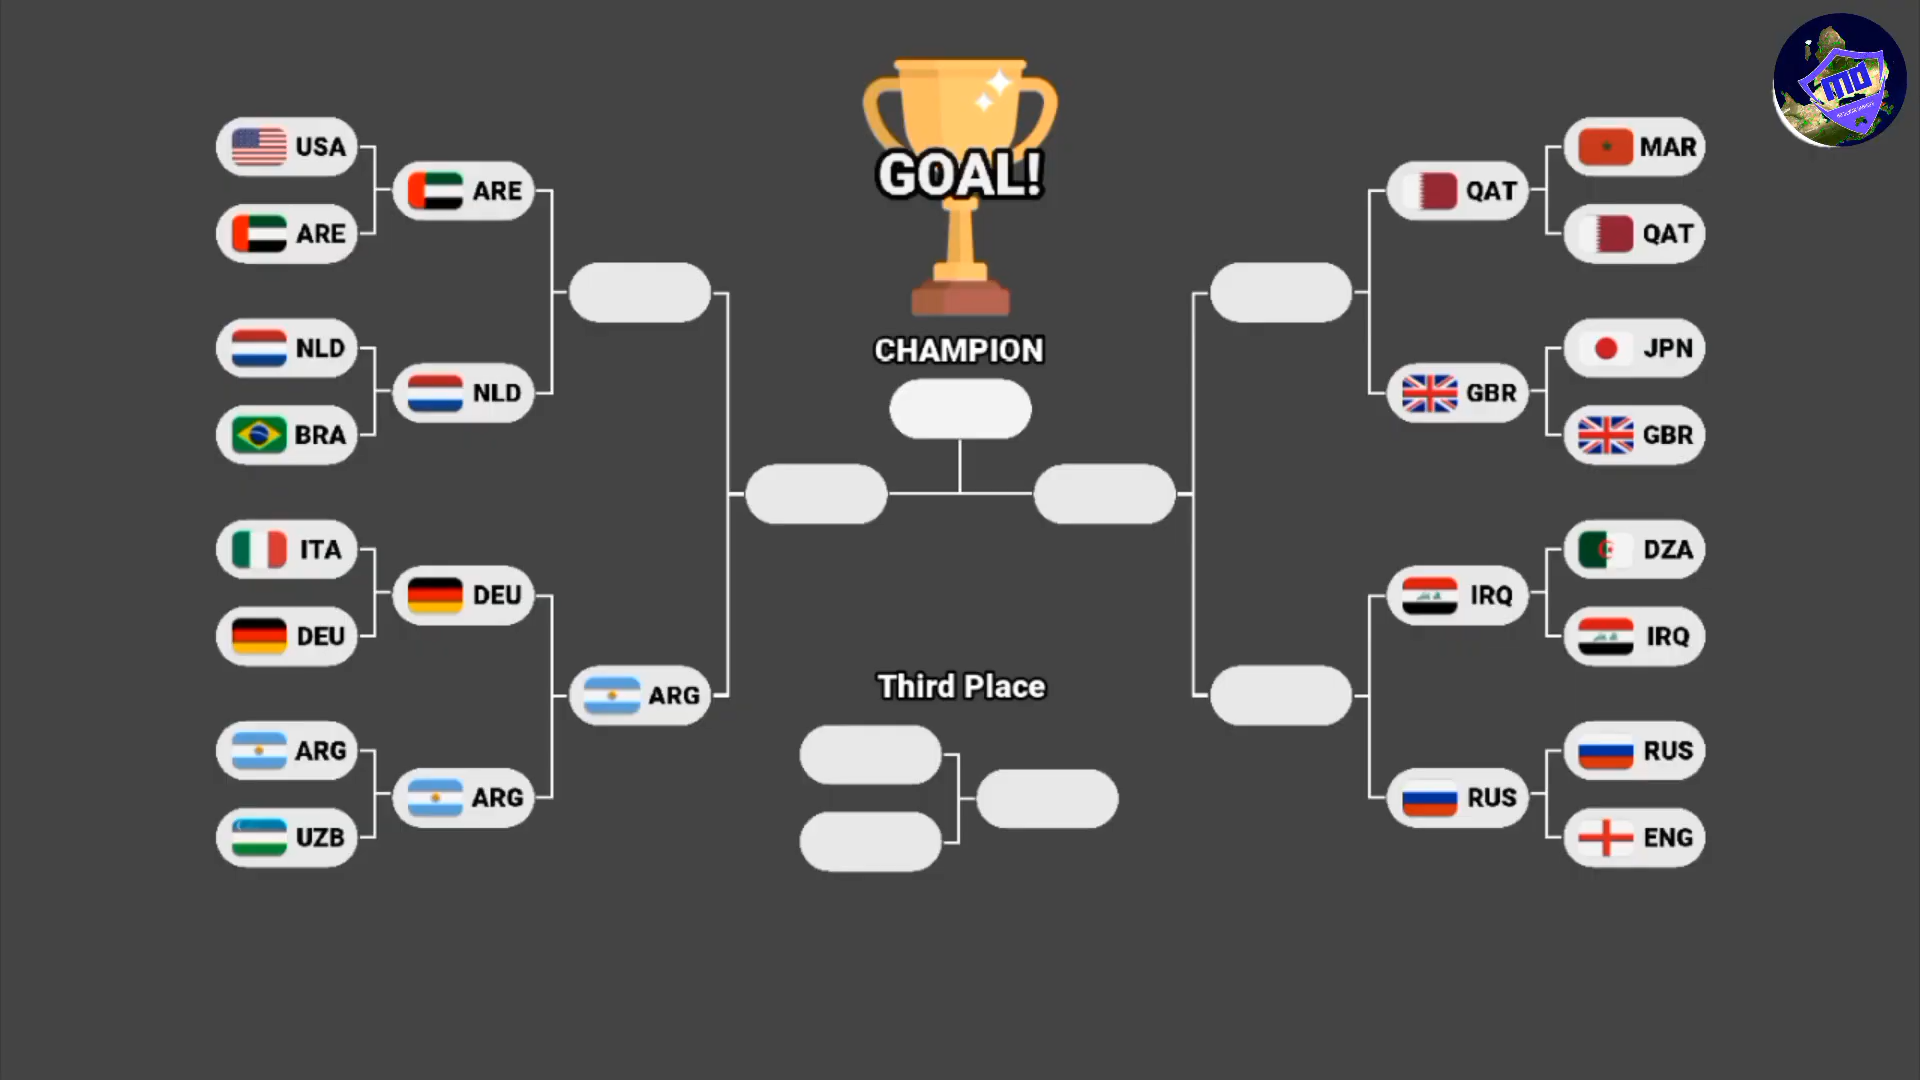 GOAL!
CHAMPION
USA
ARE
ARE
NLD
BRA
NLD
ITA
DEU
DEU
ARG
UZB
ARG
ARG
Third Place
MAR
QAT
QAT
JPN
GBR
GBR
DZA
IRQ
IRQ
RUS
ENG
RUS
MD